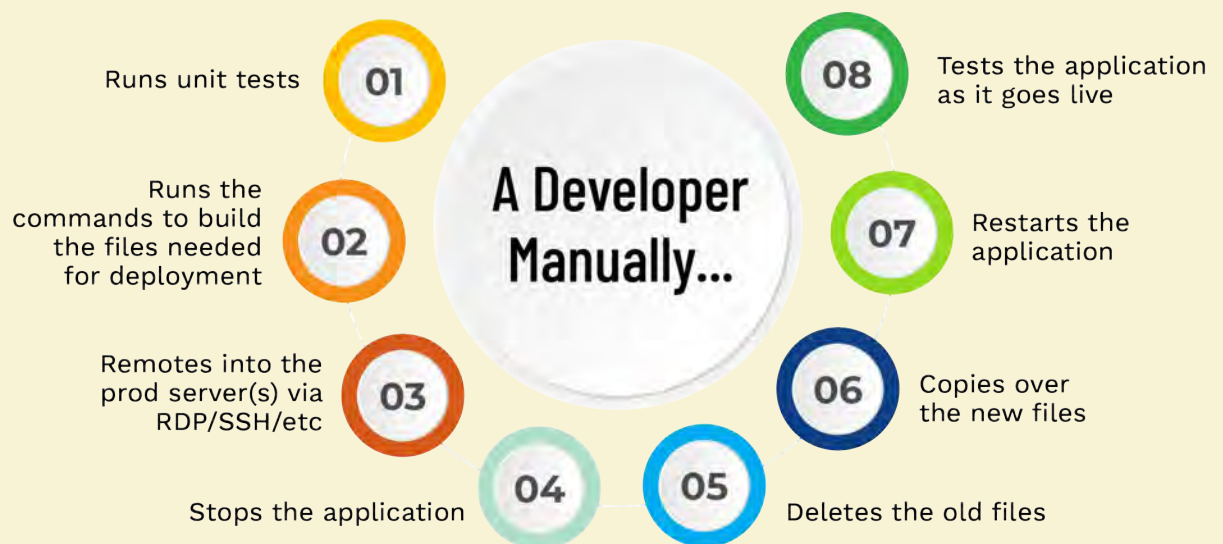 A Developer
Manually...
01
Runs unit tests
02
Runs the
commands to build
the files needed
for deployment
03
Remotes into the
prod server(s) via
RDP/SSH/etc
04
Stops the application
05
Deletes the old files
06
Copies over
the new files
07
Restarts the
application
08
Tests the application
as it goes live